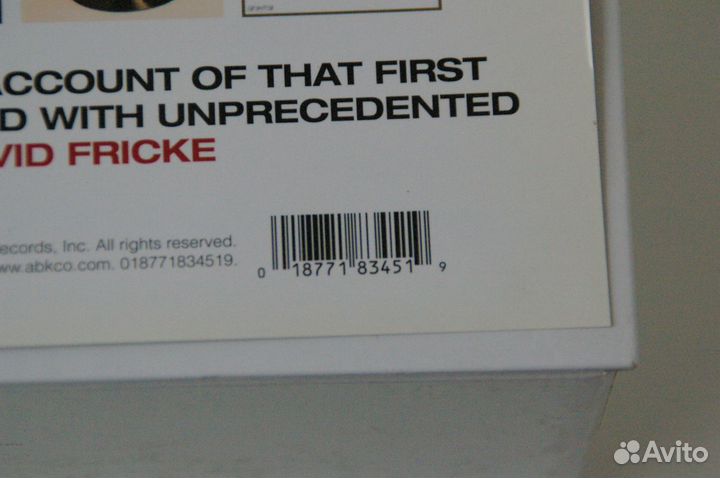 ACCOUNT OF THAT FIRST
D WITH UNPRECEDENTED
VID FRICKE
ecords, Inc. All rights reserved.
ww.abkco.com. 018771834519.
0 18771 83451 9
Avito